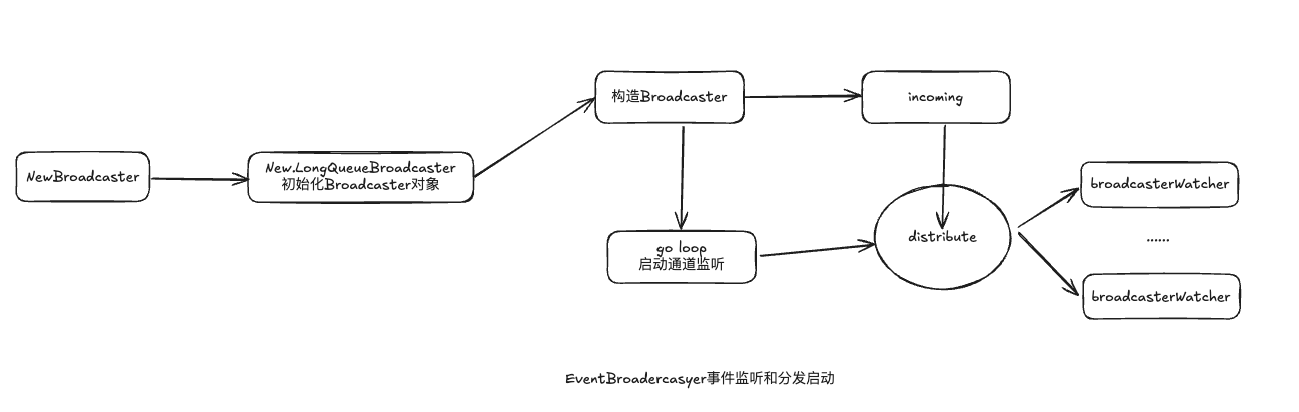 构造Broadcaster
incoming
NewBroadcaster
New.LongQueueBroadcaster
初始化Broadcaster对象
broadcasterWatcher
go loop
启动通道监听
distribute
......
broadcasterWatcher
EventBroadercasyer事件监听和分发启动